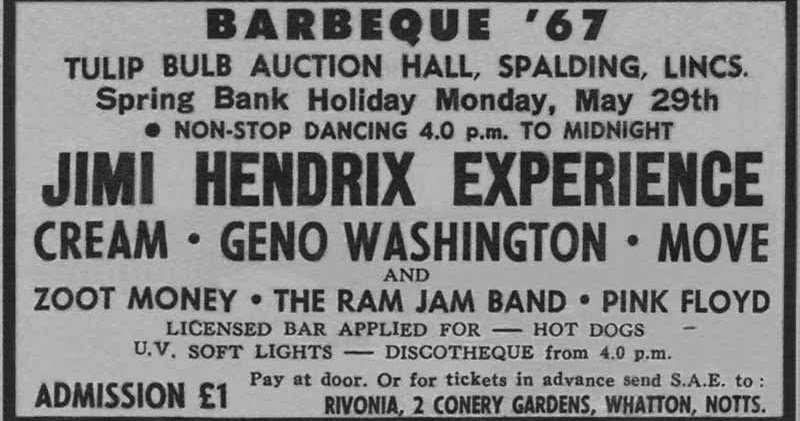 BARBEQUE '67
TULIP BULB AUCTION HALL, SPALDING, LINCS.
Spring Bank Holiday Monday, May 29th
• NON-STOP DANCING 4.0 p.m. TO MIDNIGHT
JIMI HENDRIX EXPERIENCE
CREAM • GENO WASHINGTON • MOVE
AND
ZOOT MONEY • THE RAM JAM BAND • PINK FLOYD
LICENSED BAR APPLIED FOR — HOT DOGS –
U.V. SOFT LIGHTS — DISCOTHEQUE from 4.0 p.m.
ADMISSION £1
Pay at door. Or for tickets in advance send S.A.E. to :
RIVONIA, 2 CONERY GARDENS, WHATTON, NOTTS.